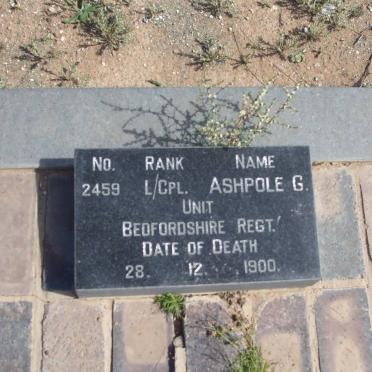 No. RANK NAME
2459 L/CPL. ASHPOLE G.
UNIT
BEDFORDSHIRE REGT.
DATE OF DEATH
28. 12. 1900.